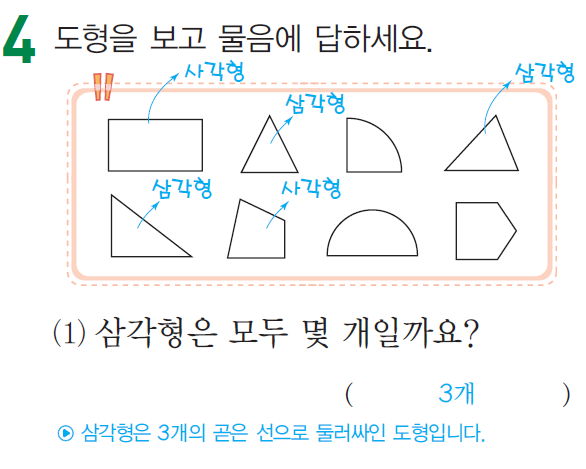 4 도형을 보고 물음에 답하세요.
사각형
삼각형
삼각형
삼각형
사각형
(1) 삼각형은 모두 몇 개일까요?
( 3개 )
삼각형은 3개의 곧은 선으로 둘러싸인 도형입니다.